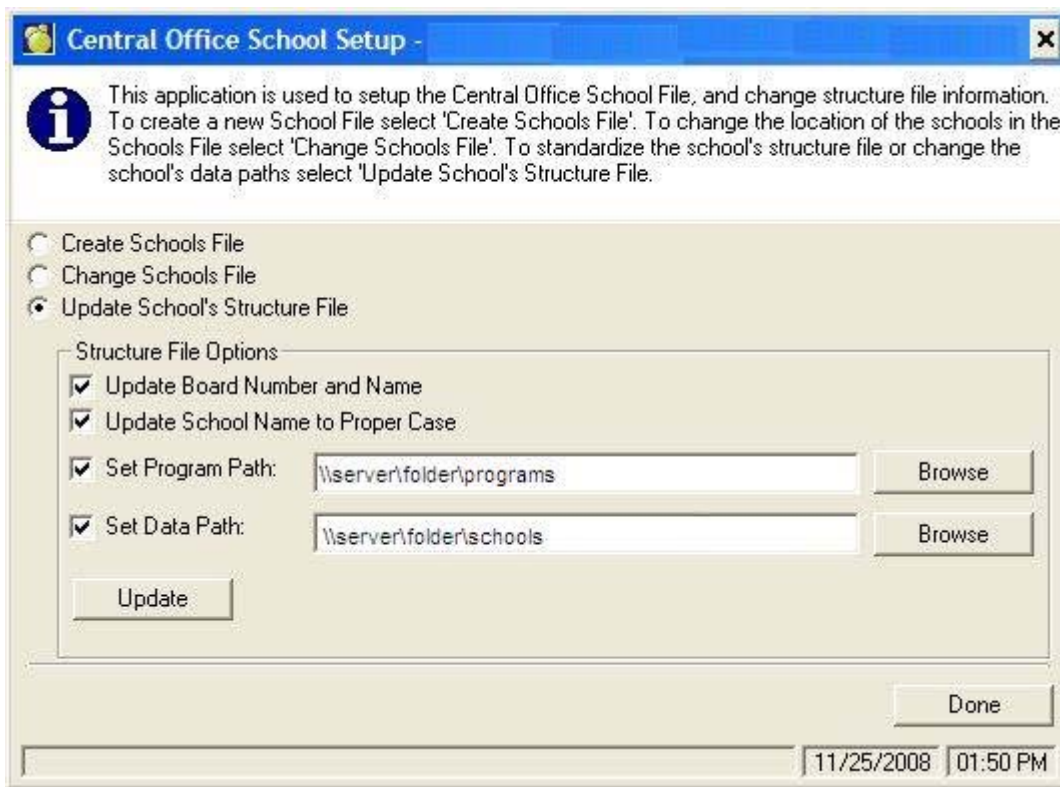 Central Office School Setup -
This application is used to setup the Central Office School File, and change structure file information.
To create a new School File select 'Create Schools File'. To change the location of the schools in the
Schools File select 'Change Schools File'. To standardize the school's structure file or change the
school's data paths select 'Update School's Structure File.
Create Schools File
Change Schools File
Update School's Structure File
Structure File Options
Update Board Number and Name
Update School Name to Proper Case
Set Program Path: \\server\folder\programs Browse
Set Data Path: \\server\folder\schools Browse
Update
Done
11/25/2008 01:50 PM